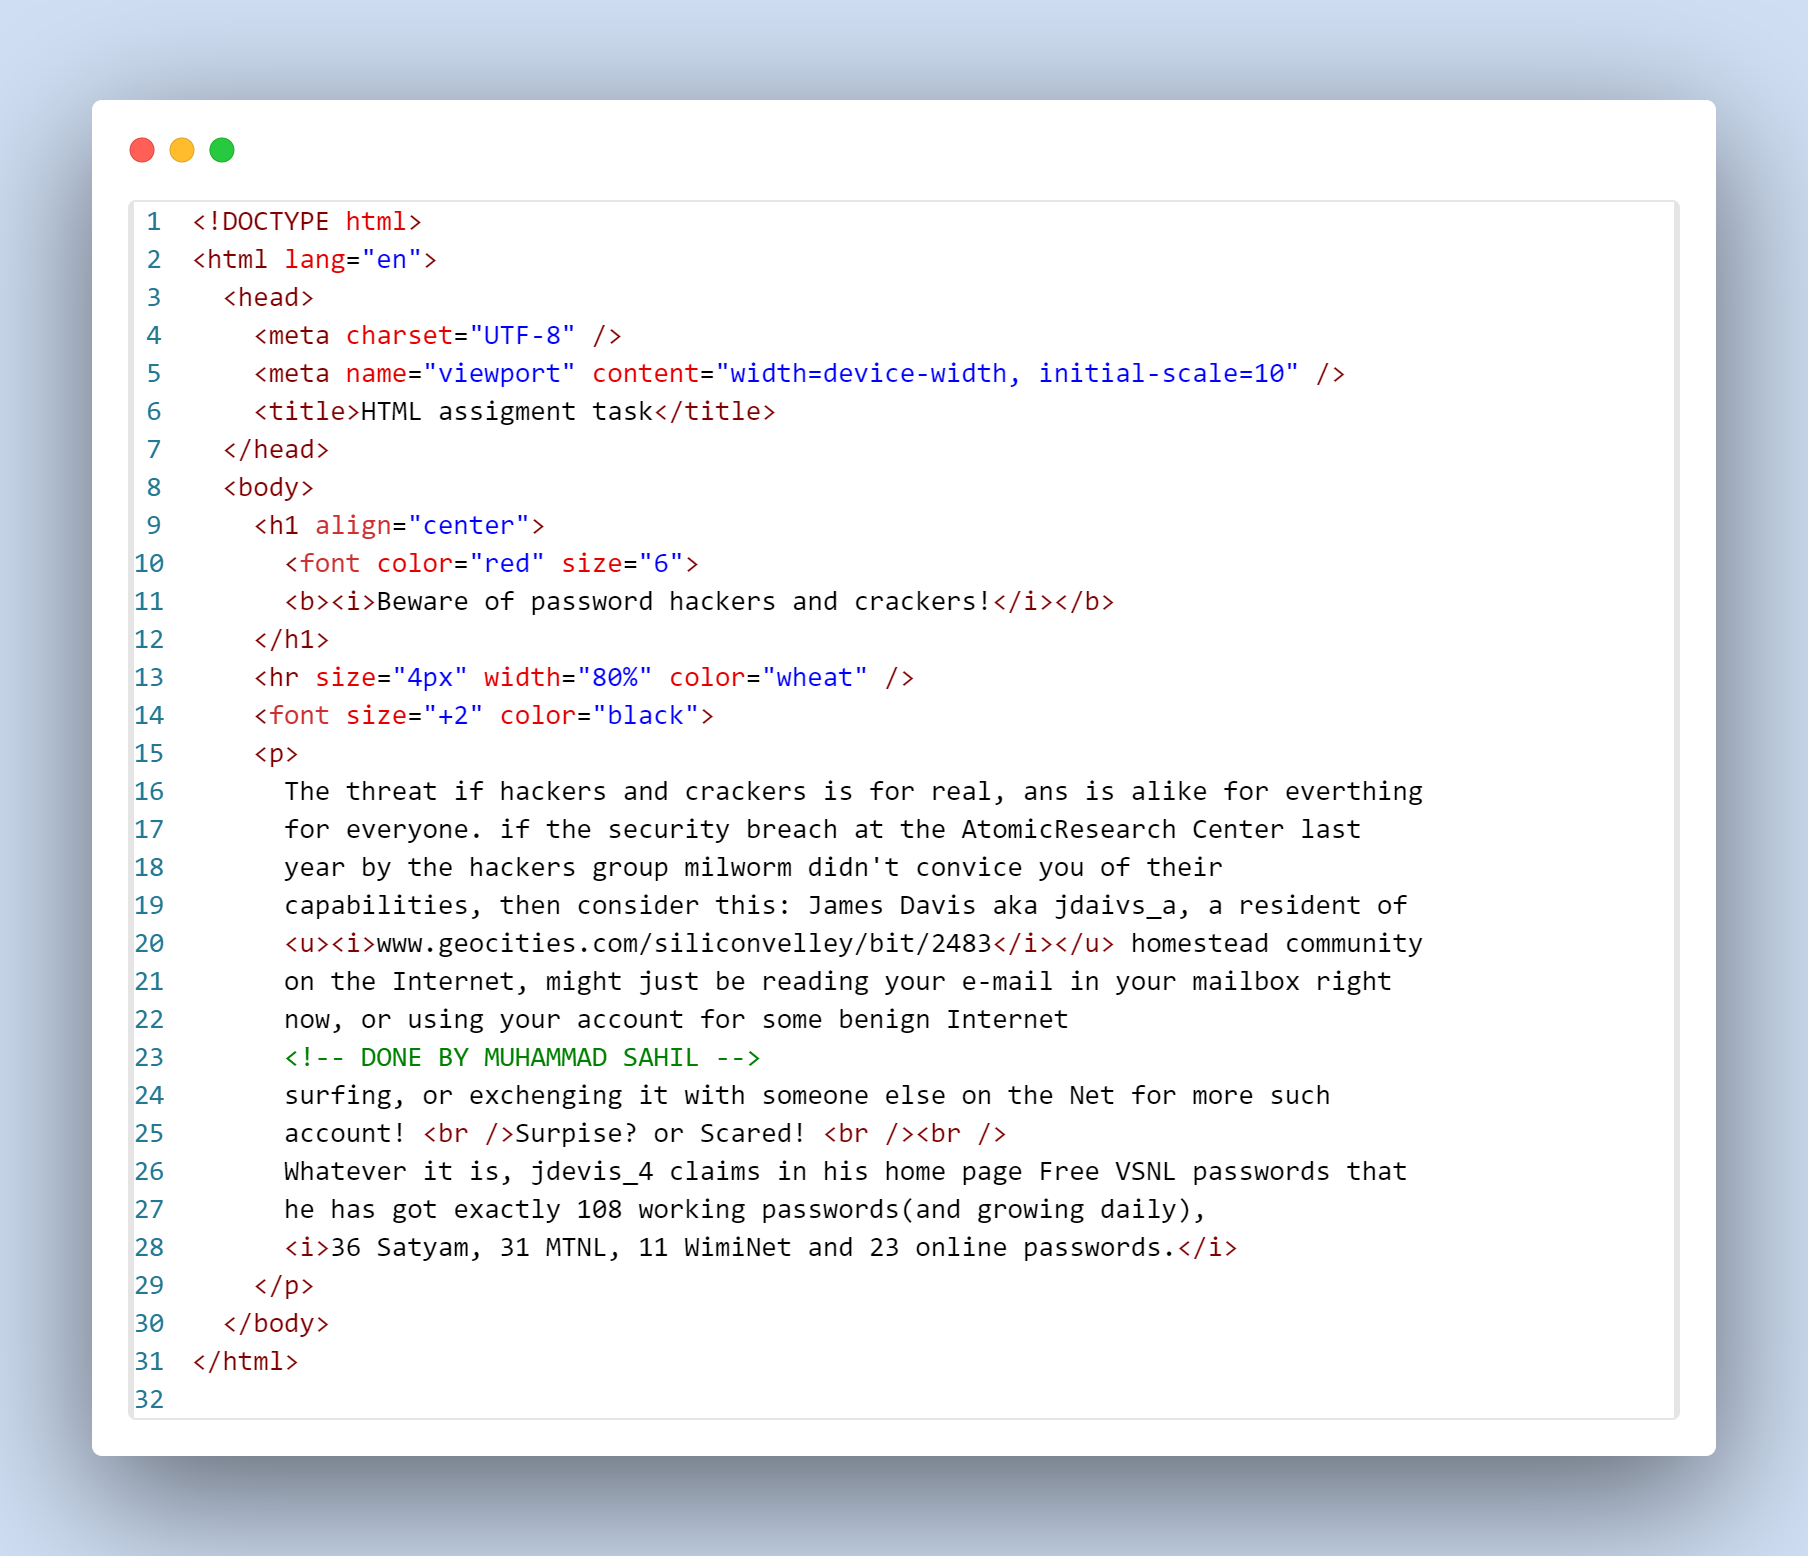 1 <!DOCTYPE html>
2 <html lang="en">
3   <head>
4     <meta charset="UTF-8" />
5     <meta name="viewport" content="width=device-width, initial-scale=10" />
6     <title>HTML assigment task</title>
7   </head>
8   <body>
9     <h1 align="center">
10       <font color="red" size="6">
11       <b><i>Beware of password hackers and crackers!</i></b>
12     </h1>
13     <hr size="4px" width="80%" color="wheat" />
14     <font size="+2" color="black">
15     <p>
16       The threat if hackers and crackers is for real, ans is alike for everthing
17       for everyone. if the security breach at the AtomicResearch Center last
18       year by the hackers group milworm didn't convice you of their
19       capabilities, then consider this: James Davis aka jdaivs_a, a resident of
20       <u><i>www.geocities.com/siliconvelley/bit/2483</i></u> homestead community
21       on the Internet, might just be reading your e-mail in your mailbox right
22       now, or using your account for some benign Internet
23       <!-- DONE BY MUHAMMAD SAHIL -->
24       surfing, or exchenging it with someone else on the Net for more such
25       account! <br />Surpise? or Scared! <br /><br />
26       Whatever it is, jdevis_4 claims in his home page Free VSNL passwords that
27       he has got exactly 108 working passwords(and growing daily),
28       <i>36 Satyam, 31 MTNL, 11 WimiNet and 23 online passwords.</i>
29     </p>
30   </body>
31 </html>
32